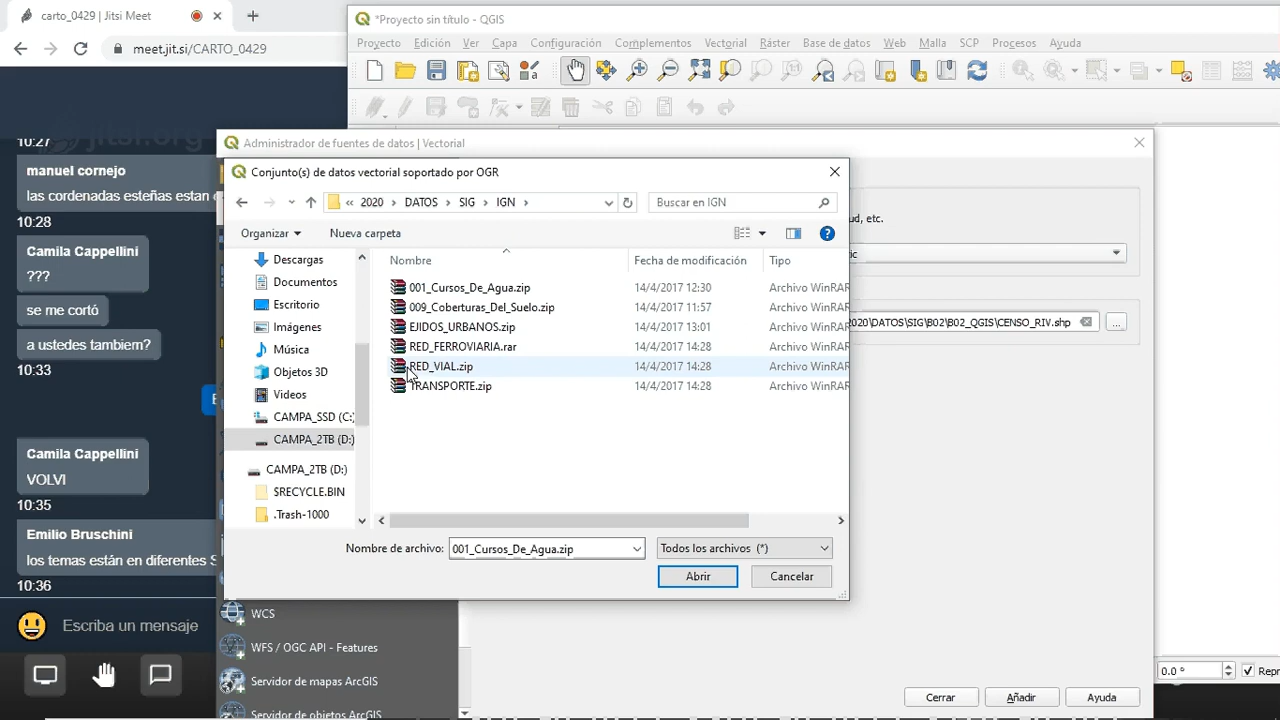 carto_0429 | Jitsi Meet
meet.jit.si/CARTO_0429
jitsi.org
10:27
manuel cornejo
las cordenadas esteñas estan
10:28
Camila Cappellini
???
se me cortó
a ustedes tambiern?
10:33
Camila Cappellini
VOLVI
10:35
Emilio Bruschini
los temas están en diferentes S
10:36
Escriba un mensaje
*Proyecto sin título - QGIS
Proyecto Edición Ver Capa Configuración Complementos Vectorial Ráster Base de datos Web Malla SCP Procesos Ayuda
Administrador de fuentes de datos | Vectorial
Conjunto(s) de datos vectorial soportado por OGR
« 2020 › DATOS › SIG › IGN ›
Buscar en IGN
Organizar
Nueva carpeta
Descargas
Documentos
Escritorio
Imágenes
Música
Objetos 3D
Videos
CAMPA_SSD (C:)
CAMPA_2TB (D:)
CAMPA_2TB (D:)
SRECYCLE.BIN
.Trash-1000
Nombre Fecha de modificación Tipo
001_Cursos_De_Agua.zip 14/4/2017 12:30 Archivo WinRAR
009_Coberturas_Del_Suelo.zip 14/4/2017 11:57 Archivo WinRAR
EJIDOS_URBANOS.zip 14/4/2017 13:01 Archivo WinRAR
RED_FERROVIARIA.rar 14/4/2017 14:28 Archivo WinRAR
RED_VIAL.zip 14/4/2017 14:28 Archivo WinRAR
TRANSPORTE.zip 14/4/2017 14:28 Archivo WinRAR
Nombre de archivo: 001_Cursos_De_Agua.zip Todos los archivos (*)
Abrir Cancelar
ud, etc.
ic
2020\DATOS\SIG\B02\B02_QGIS\CENSO_RIV.shp
...
WCS
WFS / OGC API - Features
Servidor de mapas ArcGIS
Servidor de objetos ArcGIS
Cerrar Añadir Ayuda
0.0 °
Repr